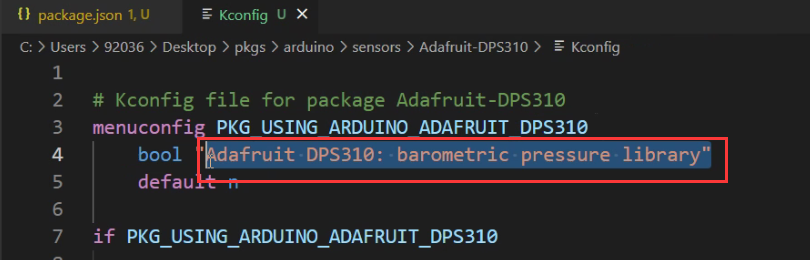 package.json 1, U
Kconfig U
C: > Users > 92036 > Desktop > pkgs > arduino > sensors > Adafruit-DPS310 > Kconfig
1
2 # Kconfig file for package Adafruit-DPS310
3 menuconfig PKG_USING_ARDUINO_ADAFRUIT_DPS310
4 bool "Adafruit DPS310: barometric pressure library"
5 default n
6
7 if PKG_USING_ARDUINO_ADAFRUIT_DPS310